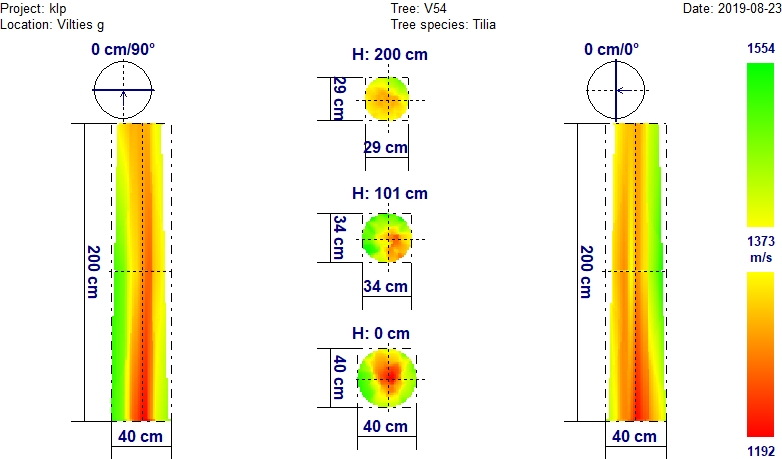 Project: klp
Tree: V54
Date: 2019-08-23
Location: Vilties g
Tree species: Tilia
0 cm/90°
H: 200 cm
0 cm/0°
1554
29 cm
29 cm
H: 101 cm
34 cm
34 cm
200 cm
200 cm
1373
m/s
H: 0 cm
40 cm
40 cm
40 cm
40 cm
1192